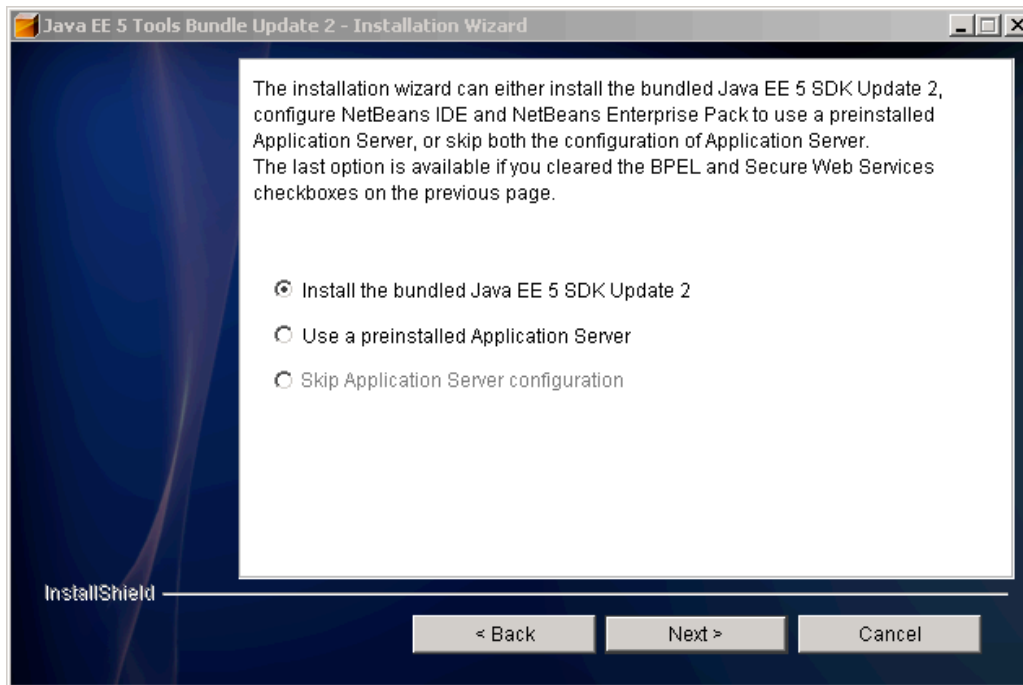 Java EE 5 Tools Bundle Update 2 - Installation Wizard
The installation wizard can either install the bundled Java EE 5 SDK Update 2,
configure NetBeans IDE and NetBeans Enterprise Pack to use a preinstalled
Application Server, or skip both the configuration of Application Server.
The last option is available if you cleared the BPEL and Secure Web Services
checkboxes on the previous page.
Install the bundled Java EE 5 SDK Update 2
Use a preinstalled Application Server
Skip Application Server configuration
InstallShield
< Back
Next >
Cancel